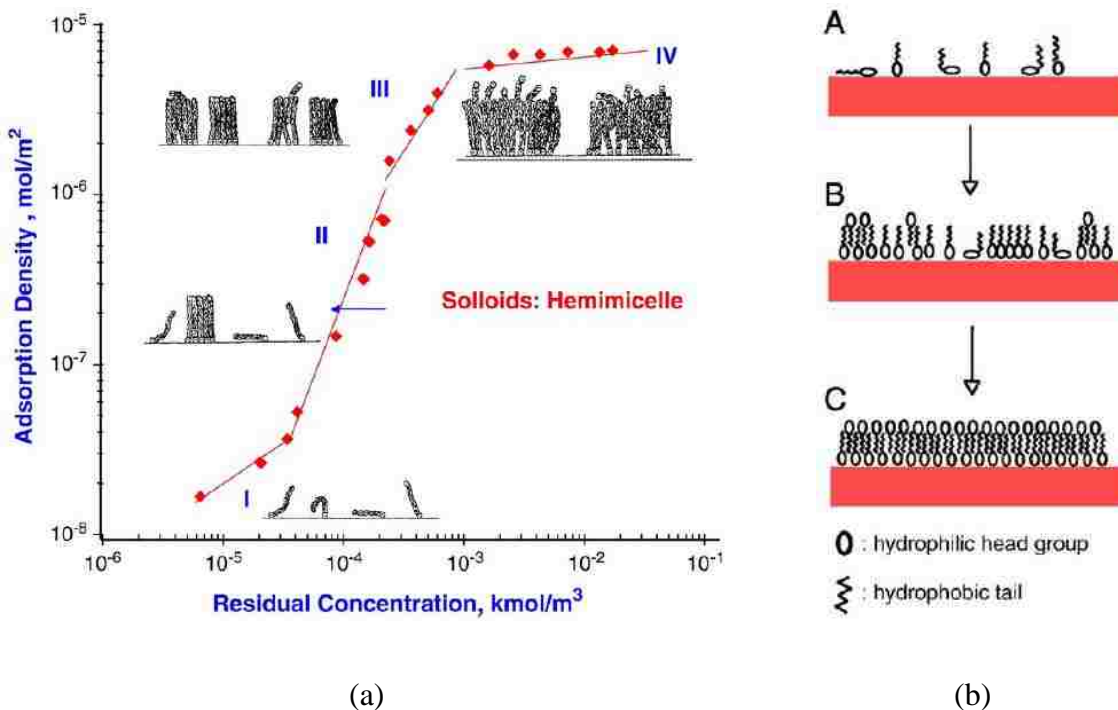 10⁻⁵
10⁻⁶
10⁻⁷
10⁻⁸
Adsorption Density , mol/m²
IV
III
II
I
Solloids: Hemimicelle
10⁻⁶ 10⁻⁵ 10⁻⁴ 10⁻³ 10⁻² 10⁻¹
Residual Concentration, kmol/m³
(a)
A
B
C
: hydrophilic head group
: hydrophobic tail
(b)